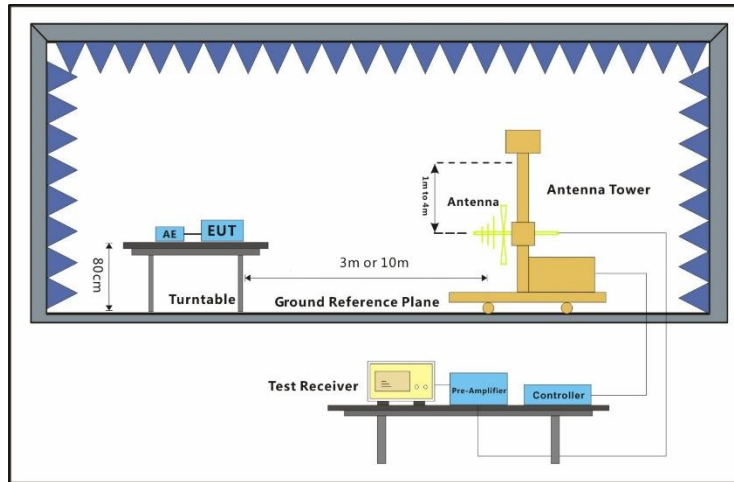 1m to 4m
Antenna
Antenna Tower
AE
EUT
80cm
3m or 10m
Turntable
Ground Reference Plane
Test Receiver
Pre-Amplifier
Controller